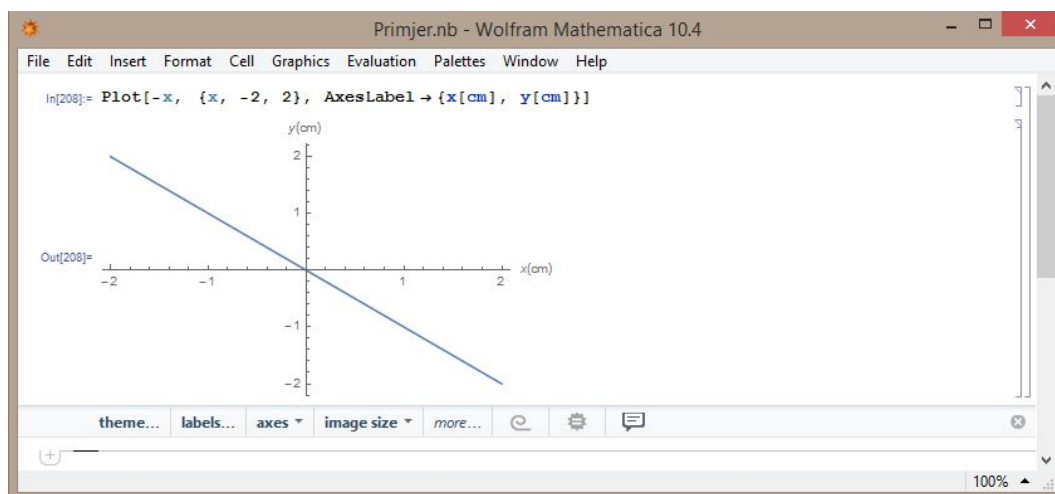 Primjer.nb - Wolfram Mathematica 10.4
File Edit Insert Format Cell Graphics Evaluation Palettes Window Help
In[208]:= Plot[-x, {x, -2, 2}, AxesLabel → {x[cm], y[cm]}]
y(cm)
2
1
Out[208]=
-2 -1 1 2 x(cm)
-1
-2
theme... labels... axes image size more...
100%